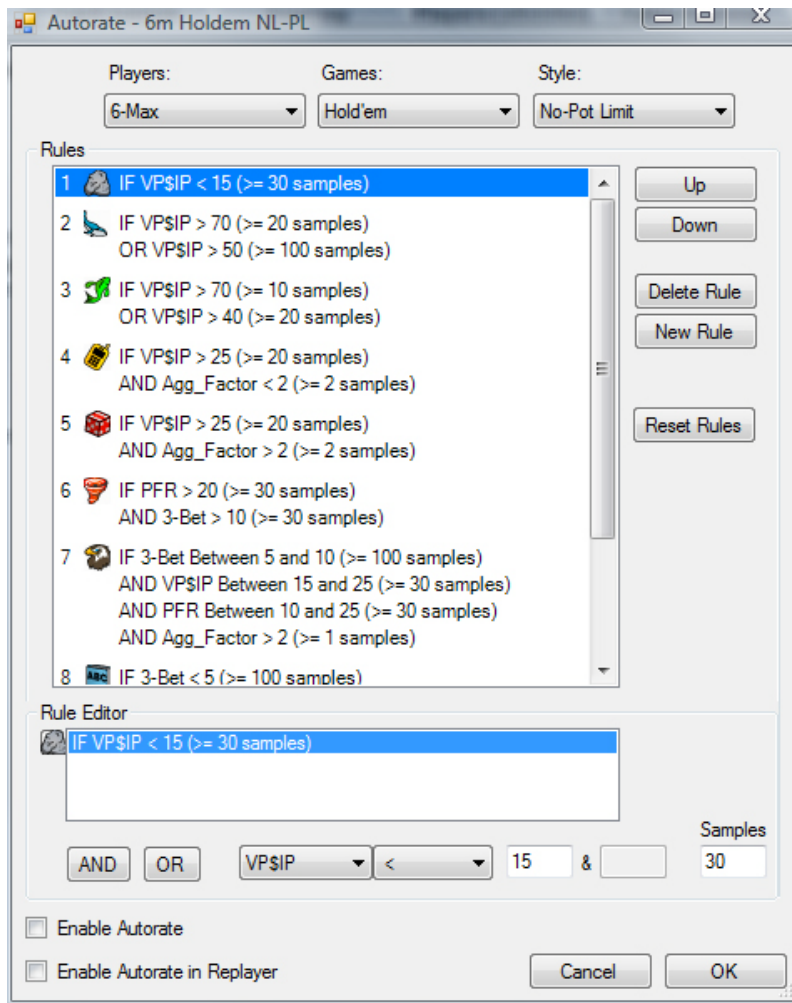 Autorate - 6m Holdem NL-PL
Players: Games: Style:
6-Max Hold'em No-Pot Limit
Rules
1 IF VP$IP < 15 (>= 30 samples)
2 IF VP$IP > 70 (>= 20 samples)
OR VP$IP > 50 (>= 100 samples)
3 IF VP$IP > 70 (>= 10 samples)
OR VP$IP > 40 (>= 20 samples)
4 IF VP$IP > 25 (>= 20 samples)
AND Agg_Factor < 2 (>= 2 samples)
5 IF VP$IP > 25 (>= 20 samples)
AND Agg_Factor > 2 (>= 2 samples)
6 IF PFR > 20 (>= 30 samples)
AND 3-Bet > 10 (>= 30 samples)
7 IF 3-Bet Between 5 and 10 (>= 100 samples)
AND VP$IP Between 15 and 25 (>= 30 samples)
AND PFR Between 10 and 25 (>= 30 samples)
AND Agg_Factor > 2 (>= 1 samples)
8 ABC IF 3-Bet < 5 (>= 100 samples)
Up
Down
Delete Rule
New Rule
Reset Rules
Rule Editor
IF VP$IP < 15 (>= 30 samples)
Samples
AND OR VP$IP < 15 & 30
Enable Autorate
Enable Autorate in Replayer Cancel OK